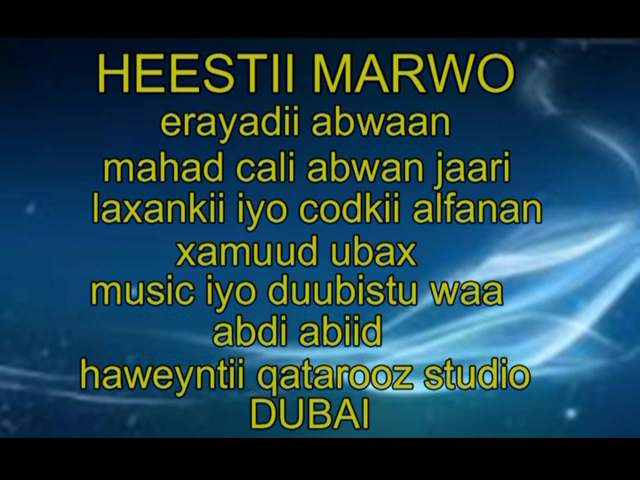 HEESTII MARWO
erayadii abwaan
mahad cali abwan jaari
laxankii iyo codkii alfanan
xamuud ubax
music iyo duubistu waa
abdi abiid
haweyntii qatarooz studio
DUBAI